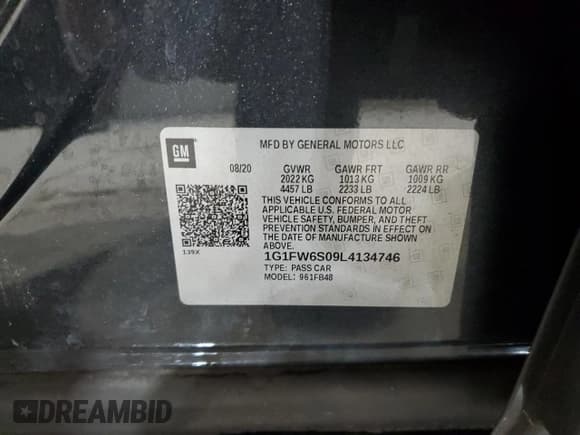 MFD BY GENERAL MOTORS LLC
GM
08/20 GVWR GAWR FRT GAWR RR
2022 KG 1013 KG 1009 KG
4457 LB 2233 LB 2224 LB
THIS VEHICLE CONFORMS TO ALL
APPLICABLE U.S. FEDERAL MOTOR
VEHICLE SAFETY, BUMPER, AND THEFT
PREVENTION STANDARDS IN EFFECT ON
THE DATE OF MANUFACTURE SHOWN
ABOVE.
139X
1G1FW6S09L4134746
TYPE: PASS CAR
MODEL: 961FB48
DREAMBID